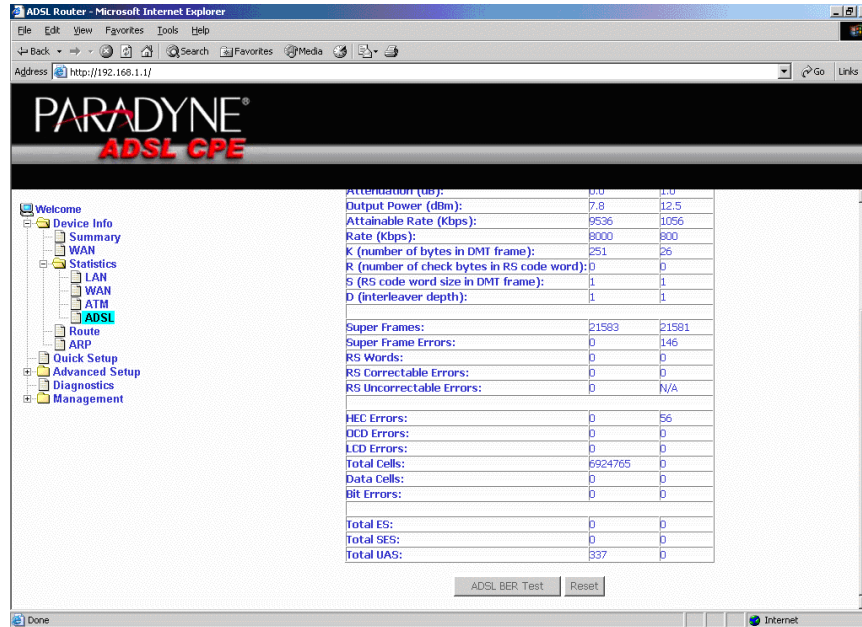 ADSL Router - Microsoft Internet Explorer
File Edit View Favorites Tools Help
Back Search Favorites Media
Address http://192.168.1.1/ Go Links
PARADYNE®
ADSL CPE
Welcome
Device Info
Summary
WAN
Statistics
LAN
WAN
ATM
ADSL
Route
ARP
Quick Setup
Advanced Setup
Diagnostics
Management
Attenuation (dB): 0.0 1.0
Output Power (dBm): 7.8 12.5
Attainable Rate (Kbps): 9536 1056
Rate (Kbps): 8000 800
K (number of bytes in DMT frame): 251 26
R (number of check bytes in RS code word): 0 0
S (RS code word size in DMT frame): 1 1
D (interleaver depth): 1 1
Super Frames: 21583 21581
Super Frame Errors: 0 146
RS Words: 0 0
RS Correctable Errors: 0 0
RS Uncorrectable Errors: 0 N/A
HEC Errors: 0 56
OCD Errors: 0 0
LCD Errors: 0 0
Total Cells: 6924765 0
Data Cells: 0 0
Bit Errors: 0 0
Total ES: 0 0
Total SES: 0 0
Total UAS: 337 0
ADSL BER Test Reset
Done Internet